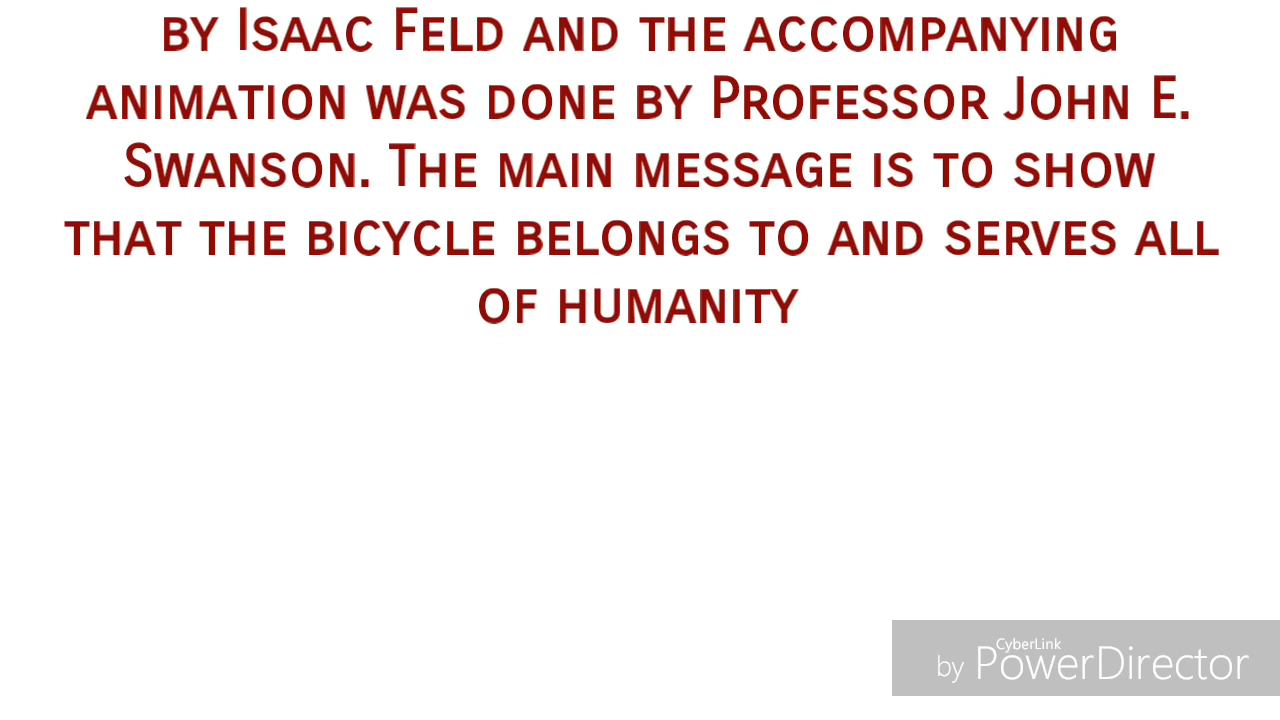 by Isaac Feld and the accompanying
animation was done by Professor John E.
Swanson. The main message is to show
that the bicycle belongs to and serves all
of humanity
CyberLink
by PowerDirector